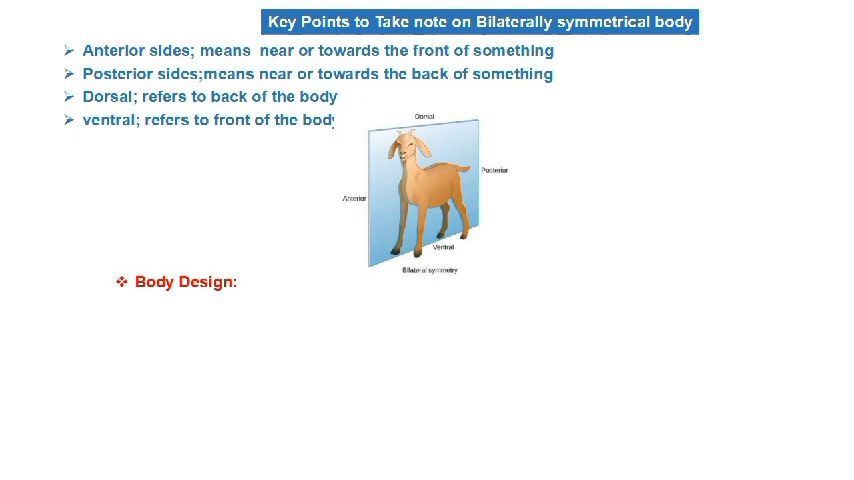 Key Points to Take note on Bilaterally symmetrical body
Anterior sides; means near or towards the front of something
Posterior sides;means near or towards the back of something
Dorsal; refers to back of the body
ventral; refers to front of the body
Dorsal
Posterior
Anterior
Ventral
Bilateral symmetry
Body Design: